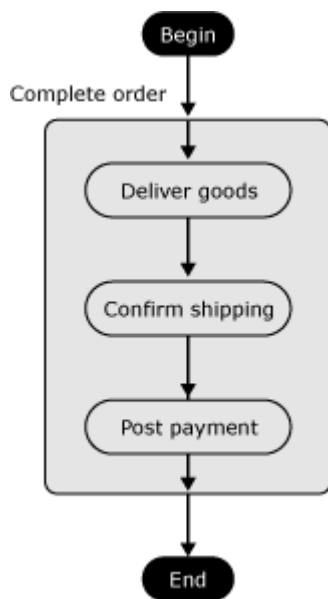 Begin
Complete order
Deliver goods
Confirm shipping
Post payment
End